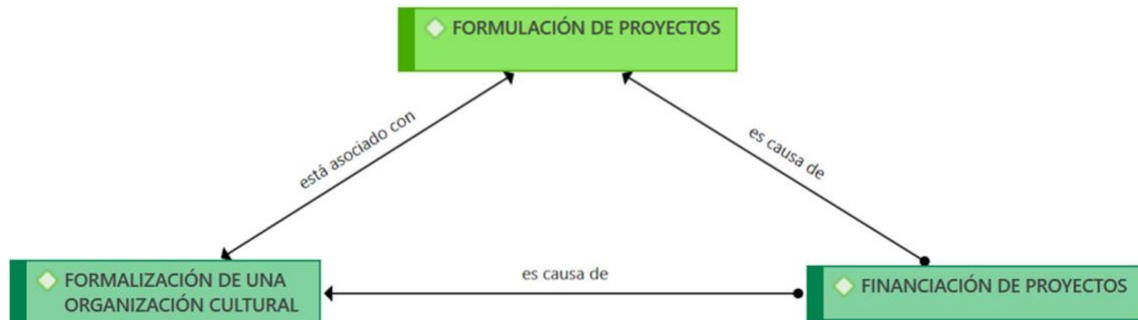 FORMULACIÓN DE PROYECTOS
está asociado con
es causa de
FORMALIZACIÓN DE UNA
ORGANIZACIÓN CULTURAL
es causa de
FINANCIACIÓN DE PROYECTOS